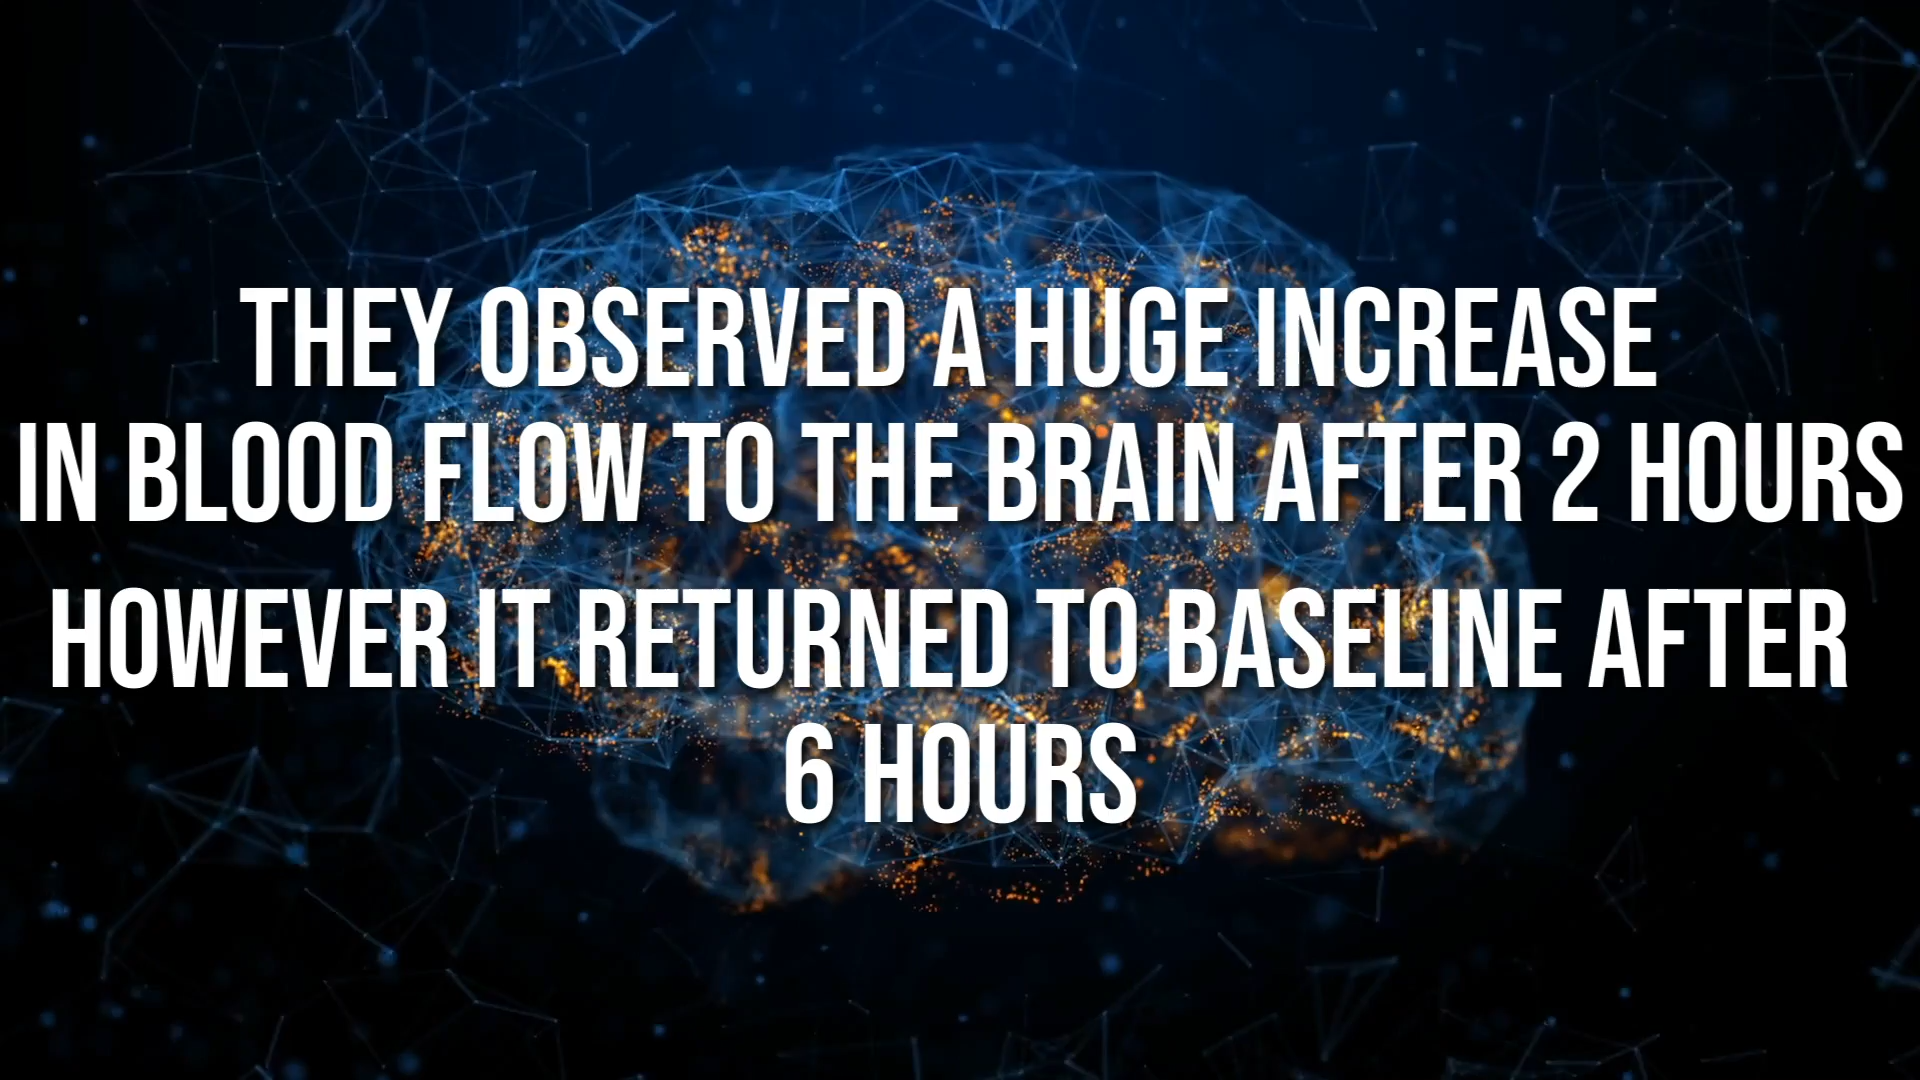 THEY OBSERVED A HUGE INCREASE
IN BLOOD FLOW TO THE BRAIN AFTER 2 HOURS
HOWEVER IT RETURNED TO BASELINE AFTER
6 HOURS